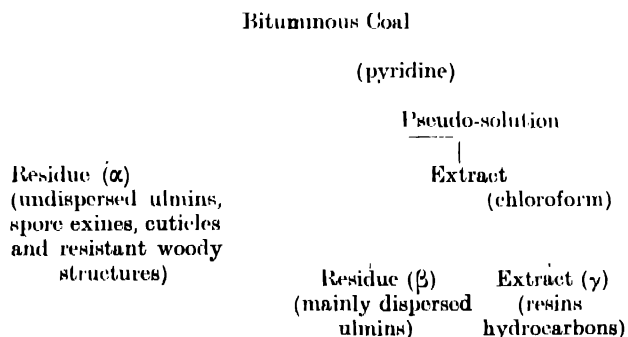 Bituminous Coal
(pyridine)
Pseudo-solution
Residue (α)
(undispersed ulmins,
spore exines, cuticles
and resistant woody
structures)
Extract
(chloroform)
Residue (β)
(mainly dispersed
ulmins)
Extract (γ)
(resins
hydrocarbons)